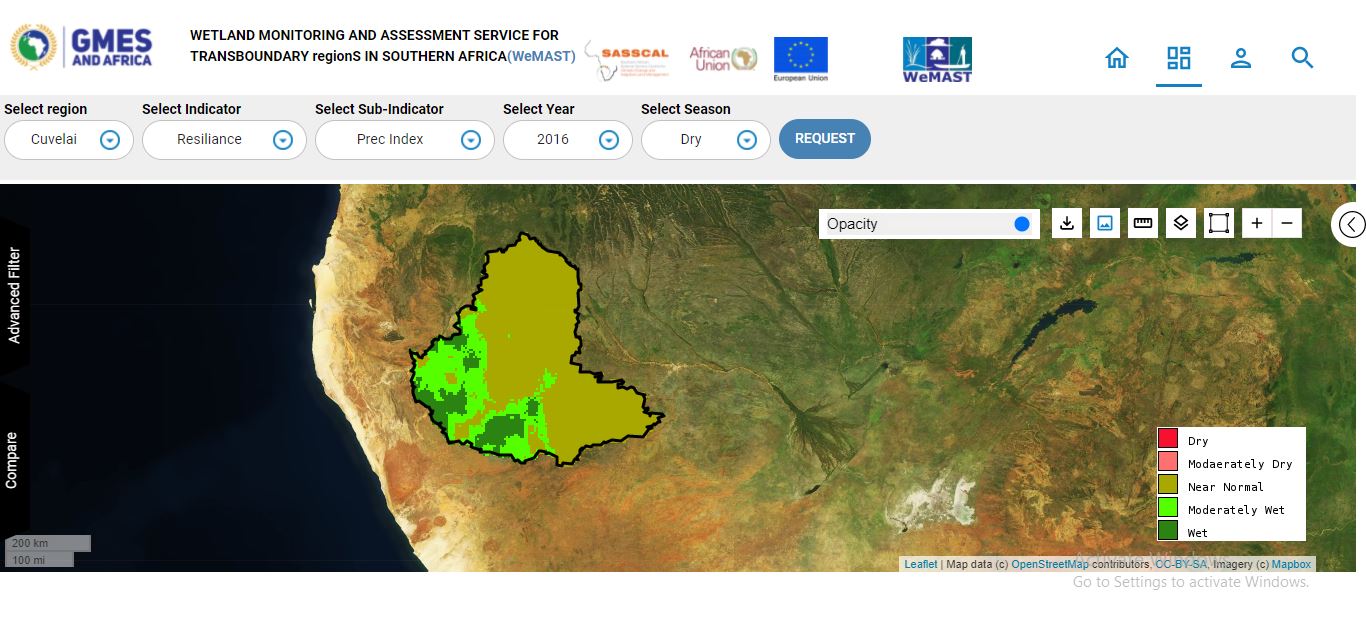 GMES
AND AFRICA
WETLAND MONITORING AND ASSESSMENT SERVICE FOR
TRANSBOUNDARY regionS IN SOUTHERN AFRICA(WeMAST)
SASSCAL
African
Union
European Union
WeMAST
Select region
Select Indicator
Select Sub-Indicator
Select Year
Select Season
Cuvelai
Resiliance
Prec Index
2016
Dry
REQUEST
Opacity
+
−
Advanced Filter
Compare
Dry
Modaerately Dry
Near Normal
Moderately Wet
Wet
200 km
100 mi
Leaflet | Map data (c) OpenStreetMap contributors, CC-BY-SA, Imagery (c) Mapbox
Activate Windows
Go to Settings to activate Windows.